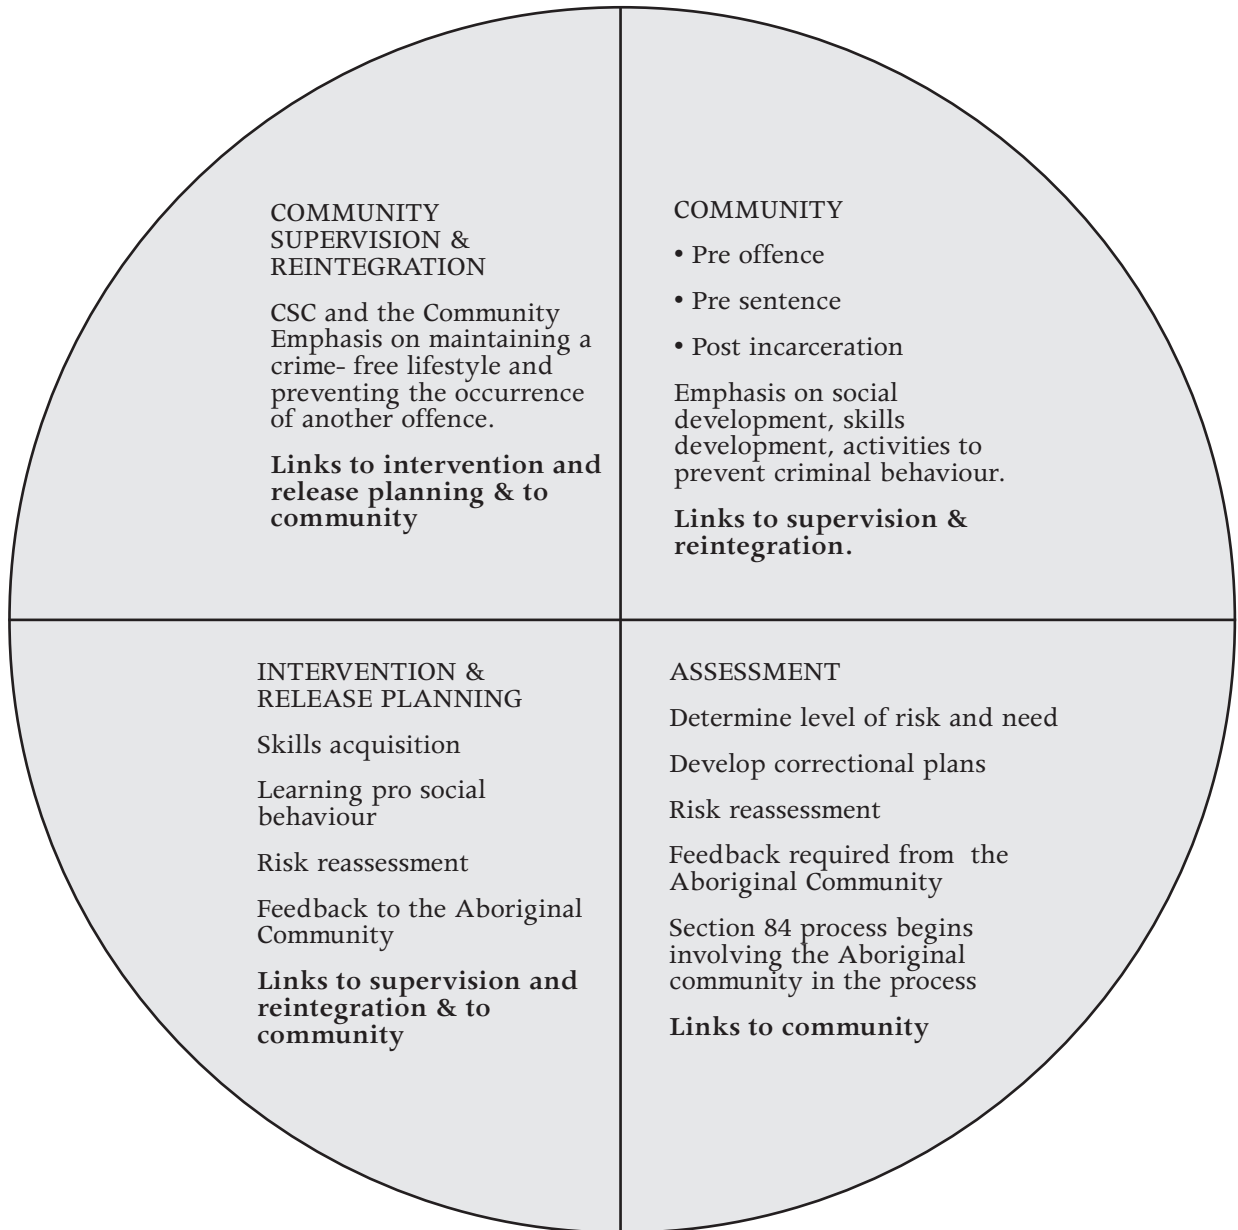 COMMUNITY
SUPERVISION &
REINTEGRATION
CSC and the Community
Emphasis on maintaining a
crime- free lifestyle and
preventing the occurrence
of another offence.
Links to intervention and
release planning & to
community
COMMUNITY
• Pre offence
• Pre sentence
• Post incarceration
Emphasis on social
development, skills
development, activities to
prevent criminal behaviour.
Links to supervision &
reintegration.
INTERVENTION &
RELEASE PLANNING
Skills acquisition
Learning pro social
behaviour
Risk reassessment
Feedback to the Aboriginal
Community
Links to supervision and
reintegration & to
community
ASSESSMENT
Determine level of risk and need
Develop correctional plans
Risk reassessment
Feedback required from the
Aboriginal Community
Section 84 process begins
involving the Aboriginal
community in the process
Links to community